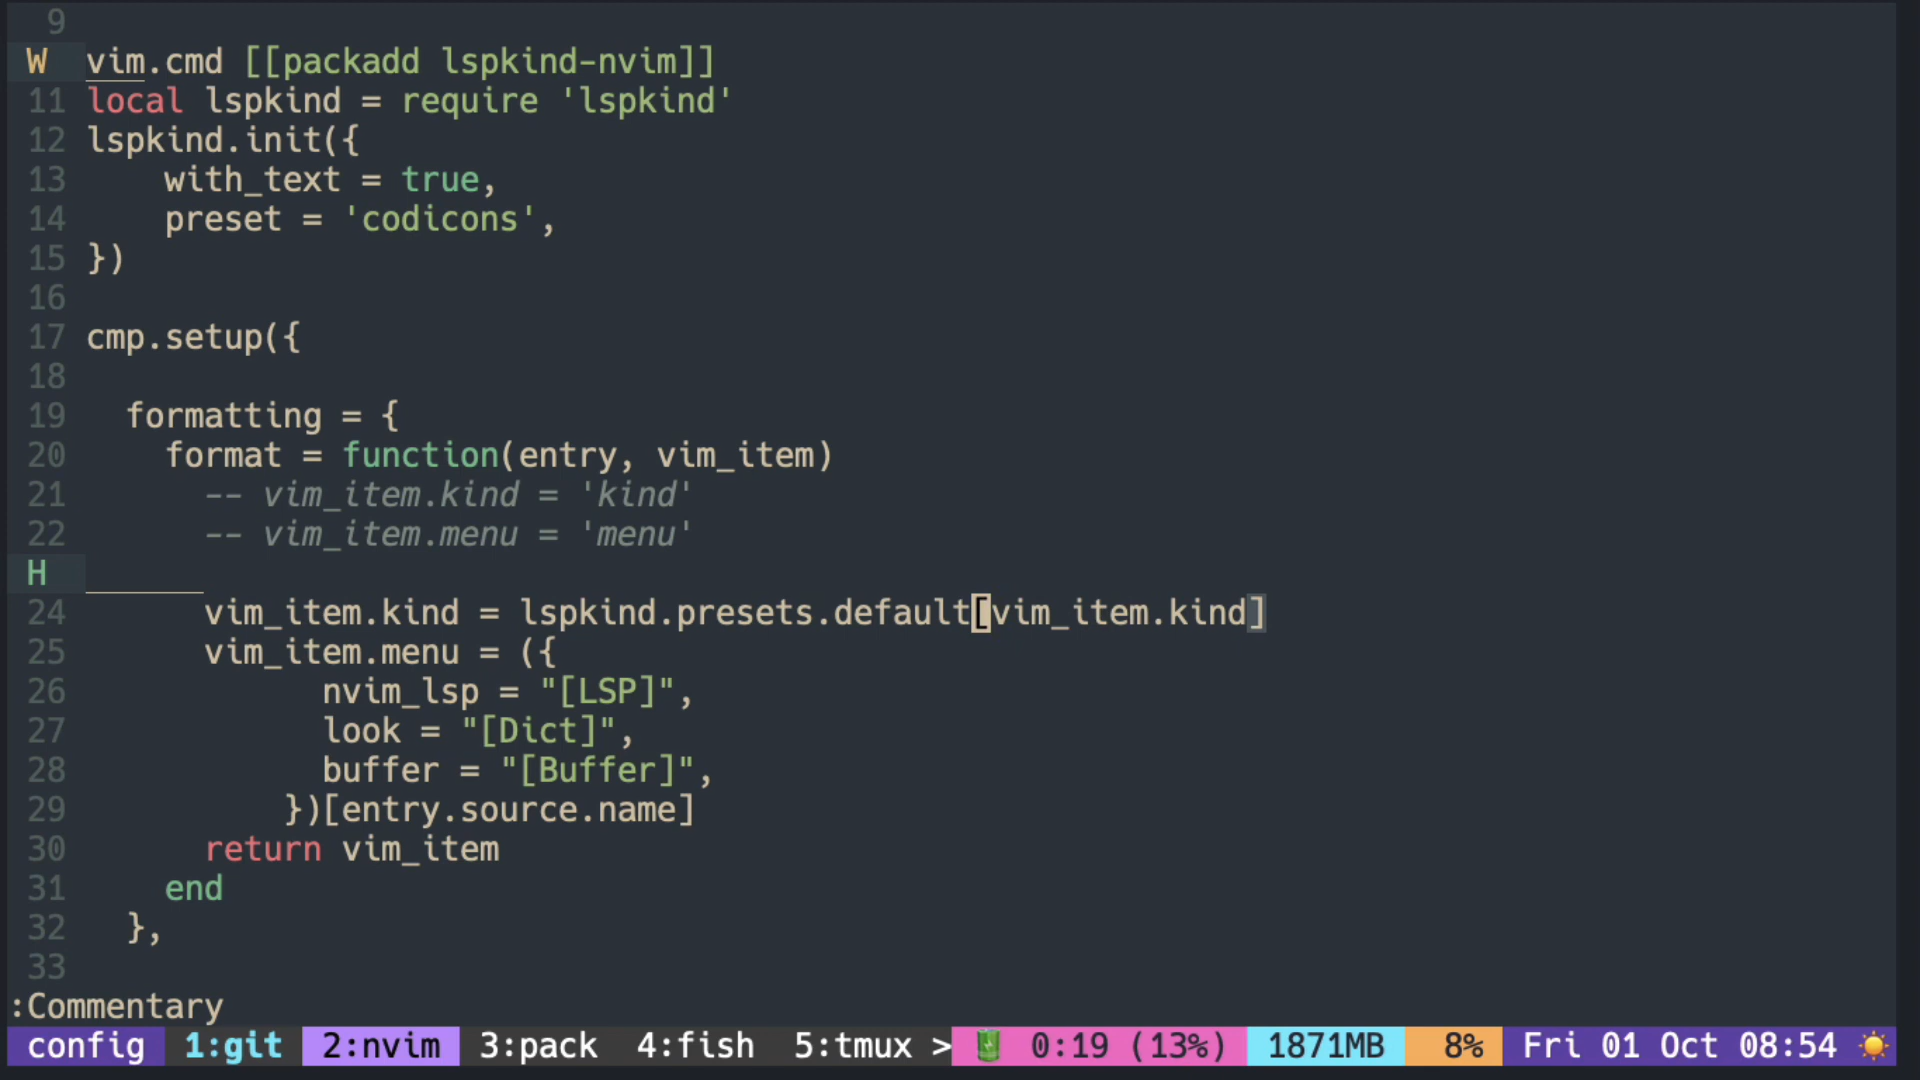 9
W vim.cmd [[packadd lspkind-nvim]]
11 local lspkind = require 'lspkind'
12 lspkind.init({
13     with_text = true,
14     preset = 'codicons',
15 })
16
17 cmp.setup({
18
19   formatting = {
20     format = function(entry, vim_item)
21       -- vim_item.kind = 'kind'
22       -- vim_item.menu = 'menu'
H
24       vim_item.kind = lspkind.presets.default[vim_item.kind]
25       vim_item.menu = ({
26             nvim_lsp = "[LSP]",
27             look = "[Dict]",
28             buffer = "[Buffer]",
29           })[entry.source.name]
30       return vim_item
31     end
32   },
33
:Commentary
config 1:git 2:nvim 3:pack 4:fish 5:tmux > 0:19 (13%) 1871MB 8% Fri 01 Oct 08:54